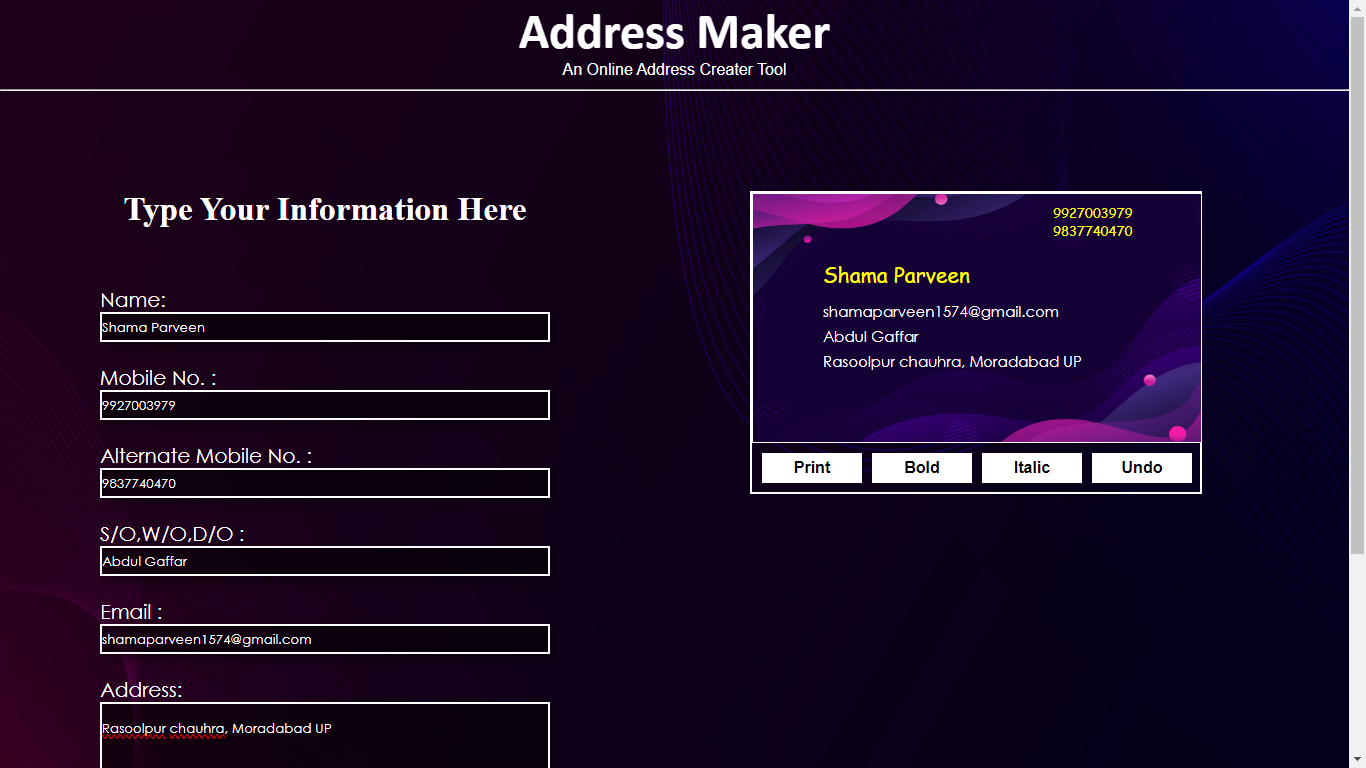 Address Maker
An Online Address Creater Tool
Type Your Information Here
Name:
Shama Parveen
Mobile No. :
9927003979
Alternate Mobile No. :
9837740470
S/O,W/O,D/O :
Abdul Gaffar
Email :
shamaparveen1574@gmail.com
Address:
Rasoolpur chauhra, Moradabad UP
9927003979
9837740470
Shama Parveen
shamaparveen1574@gmail.com
Abdul Gaffar
Rasoolpur chauhra, Moradabad UP
Print Bold Italic Undo